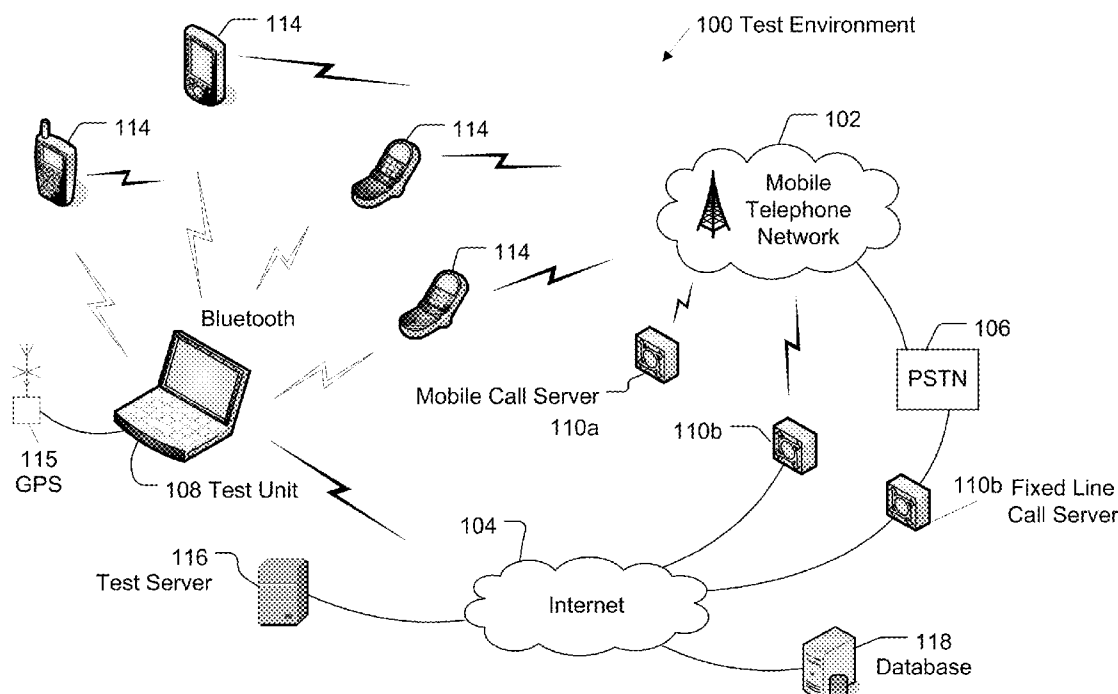 114
100 Test Environment
114
114
102
Mobile
Telephone
Network
114
Bluetooth
106
PSTN
Mobile Call Server
110a
110b
115
GPS
108 Test Unit
110b Fixed Line
Call Server
104
116
Test Server
Internet
118
Database